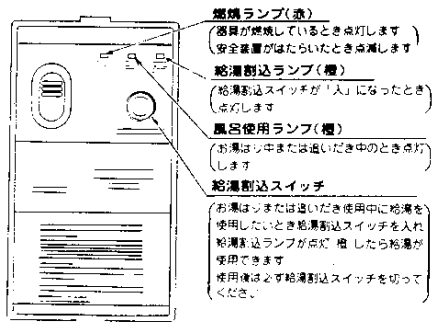 燃焼ランプ(赤)
器具が燃焼しているとき点灯します
安全装置がはたらいたとき点滅します
給湯割込ランプ(橙)
給湯割込スイッチが「入」になったとき
点灯します
風呂使用ランプ(橙)
お湯はり中または追いだき中のとき点灯
します
給湯割込スイッチ
お湯はりまたは追いだき使用中に給湯を
使用したいとき給湯割込スイッチを入れ
給湯割込ランプが点灯 橙 したら給湯が
使用できます
使用後は必ず給湯割込スイッチを切って
ください